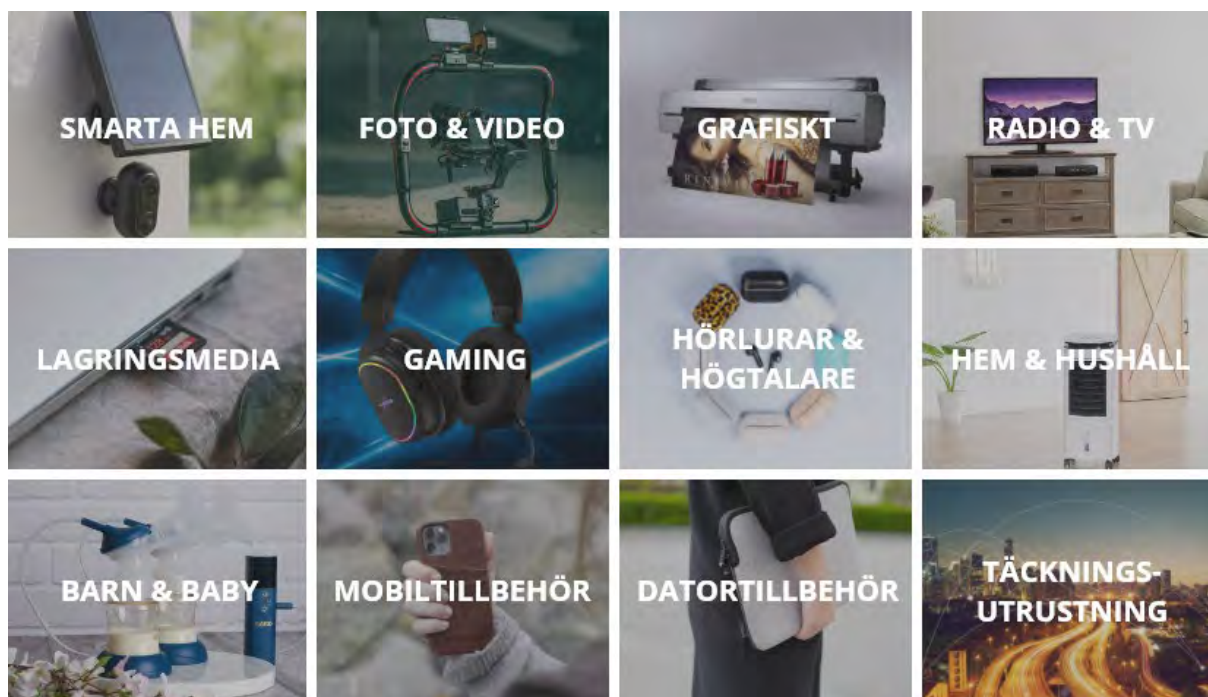 SMARTA HEM
FOTO & VIDEO
GRAFISKT
RADIO & TV
LAGRINGSMEDIA
GAMING
HÖRLURAR &
HÖGTALARE
HEM & HUSHÅLL
BARN & BABY
MOBILTILLBEHÖR
DATORTILLBEHÖR
TÄCKNINGS-
UTRUSTNING